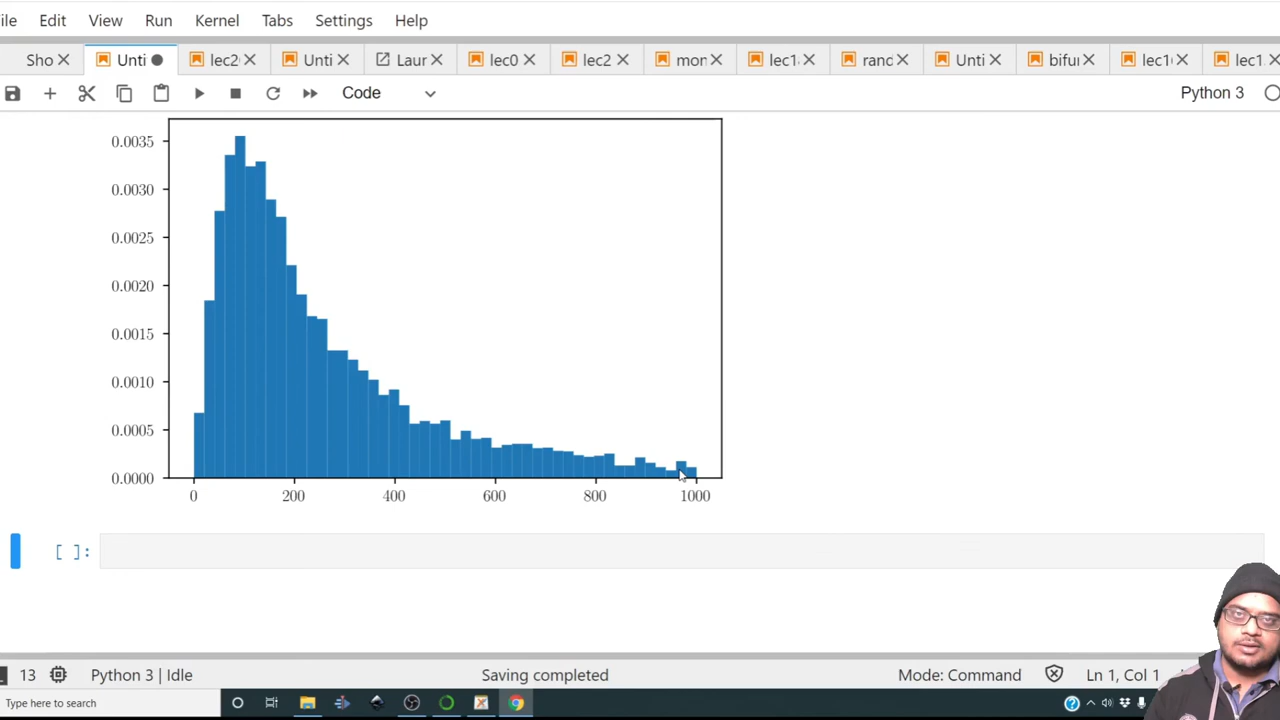 ile Edit View Run Kernel Tabs Settings Help
Sho Unti lec2 Unti Laur lec0 lec2 mon lec1 rand Unti bifur lec1 lec1
Code Python 3
0.0035
0.0030
0.0025
0.0020
0.0015
0.0010
0.0005
0.0000
0 200 400 600 800 1000
[ ]:
13 Python 3 | Idle Saving completed Mode: Command Ln 1, Col 1
Type here to search